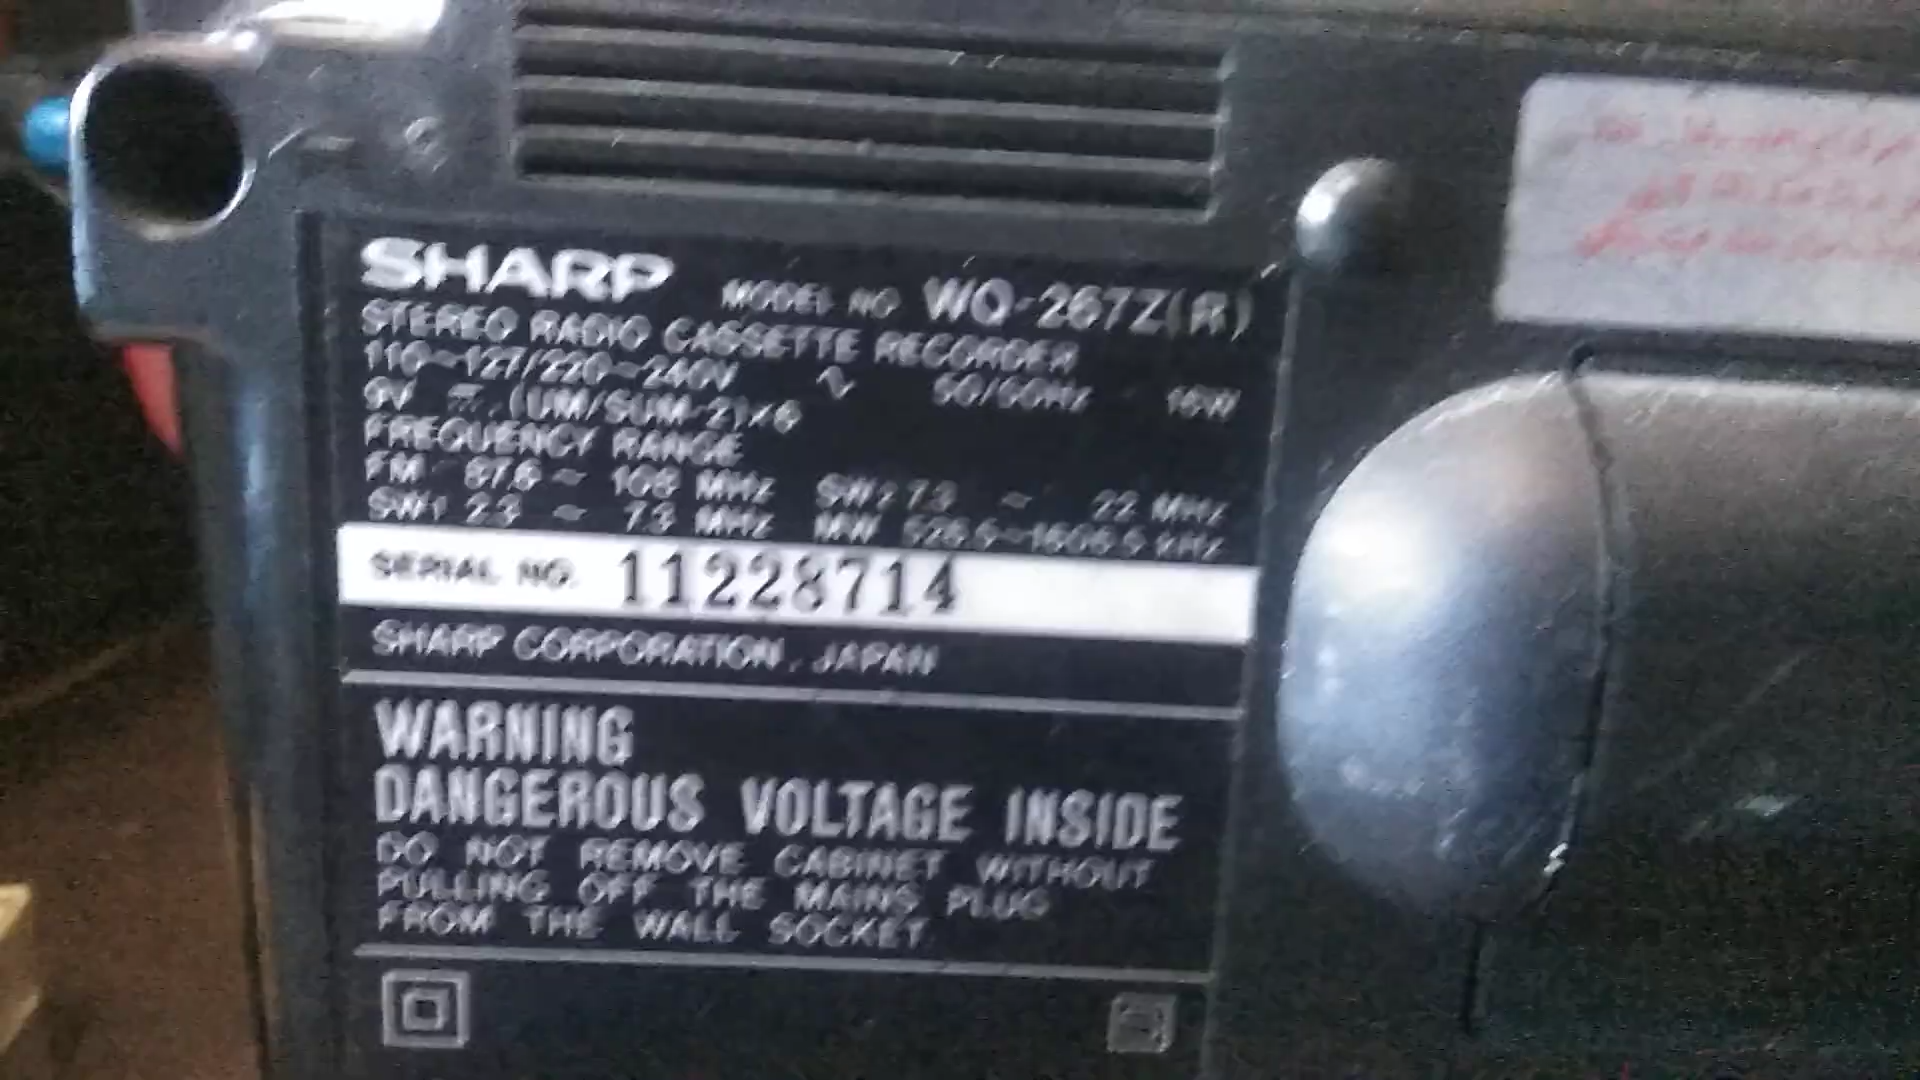 SHARP MODEL NO WQ-267Z(R)
STEREO RADIO CASSETTE RECORDER
110~127/220~240V ∿ 50/60Hz 16W
9V ⎓ (UM/SUM-2)×6
FREQUENCY RANGE
FM 87.6 ~ 108 MHz SW2 7.3 ~ 22 MHz
SW1 2.3 ~ 7.3 MHz MW 526.5~1606.5 kHz
SERIAL NO. 11228714
SHARP CORPORATION, JAPAN
WARNING
DANGEROUS VOLTAGE INSIDE
DO NOT REMOVE CABINET WITHOUT
PULLING OFF THE MAINS PLUG
FROM THE WALL SOCKET.